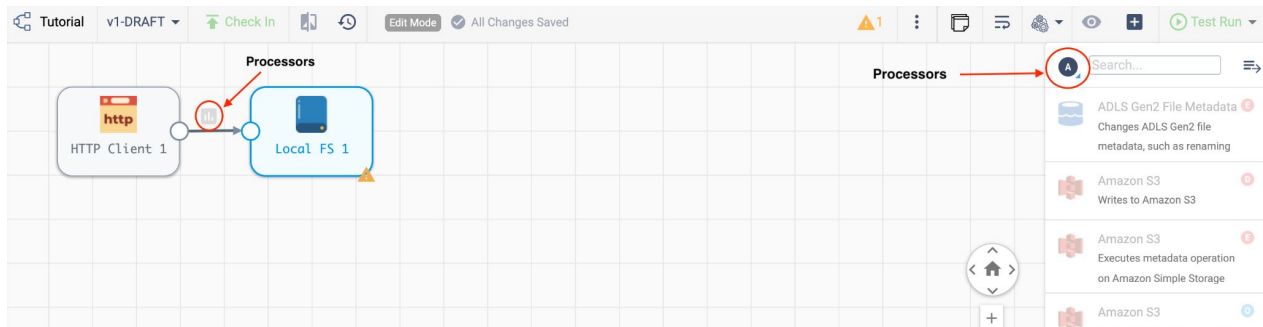 Tutorial v1-DRAFT Check In Edit Mode All Changes Saved 1 Test Run
Processors
Processors
A Search...
http
HTTP Client 1
Local FS 1
ADLS Gen2 File Metadata E
Changes ADLS Gen2 file
metadata, such as renaming
Amazon S3 D
Writes to Amazon S3
Amazon S3 E
Executes metadata operation
on Amazon Simple Storage
Amazon S3 O